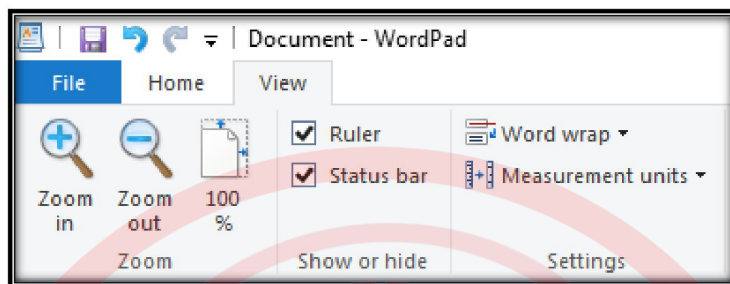 Document - WordPad
File Home View
Ruler
Status bar
Word wrap
Measurement units
Zoom
in
Zoom
out
100
%
Zoom Show or hide Settings